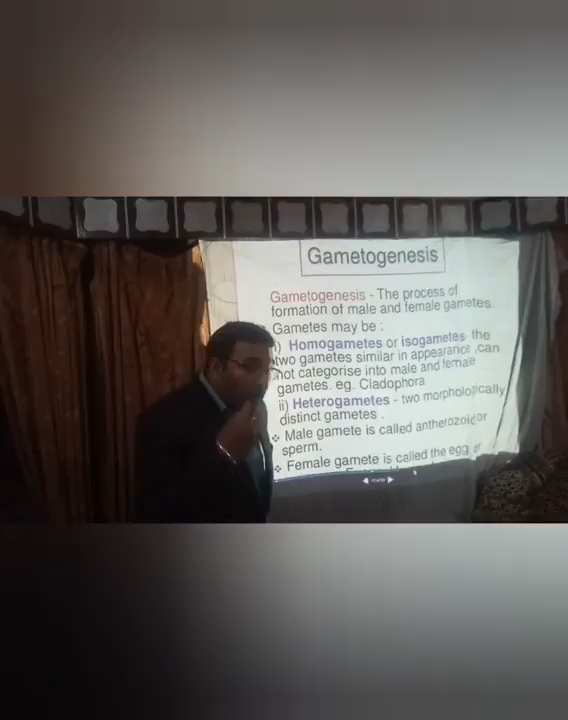 Gametogenesis
Gametogenesis - The process of
formation of male and female gametes.
Gametes may be :
i) Homogametes or isogametes- the
two gametes similar in appearance ,can
not categorise into male and female
gametes. eg. Cladophora
ii) Heterogametes - two morphologically
distinct gametes .
❖ Male gamete is called antherozoid or
sperm.
❖ Female gamete is called the egg or